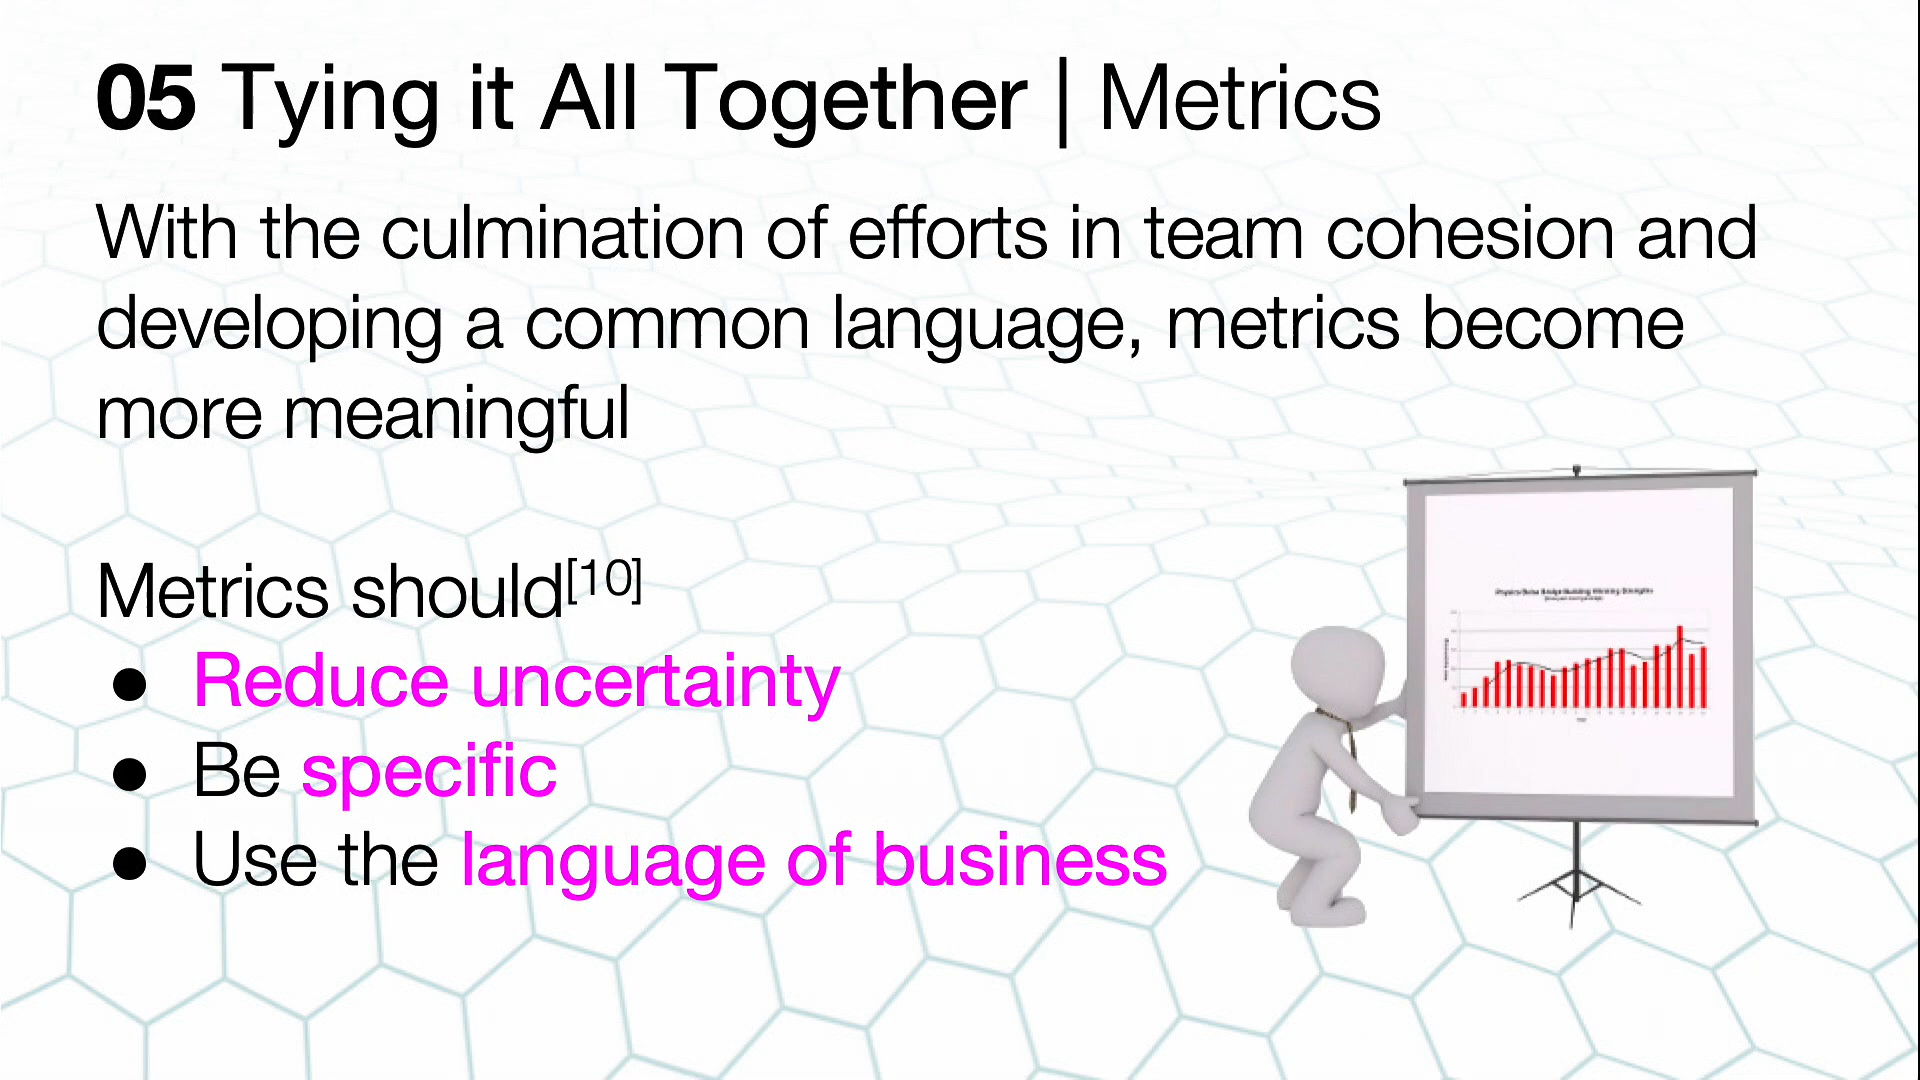 05 Tying it All Together | Metrics
With the culmination of efforts in team cohesion and
developing a common language, metrics become
more meaningful
Metrics should[10]
● Reduce uncertainty
● Be specific
● Use the language of business